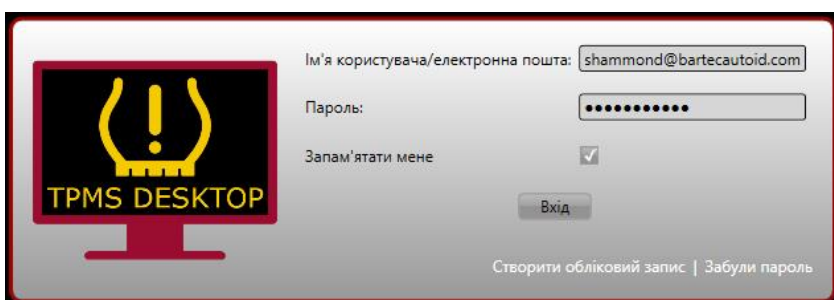 Ім'я користувача/електронна пошта: shammond@bartecautoid.com
Пароль: ●●●●●●●●●●●
Запам'ятати мене
TPMS DESKTOP
Вхід
Створити обліковий запис | Забули пароль